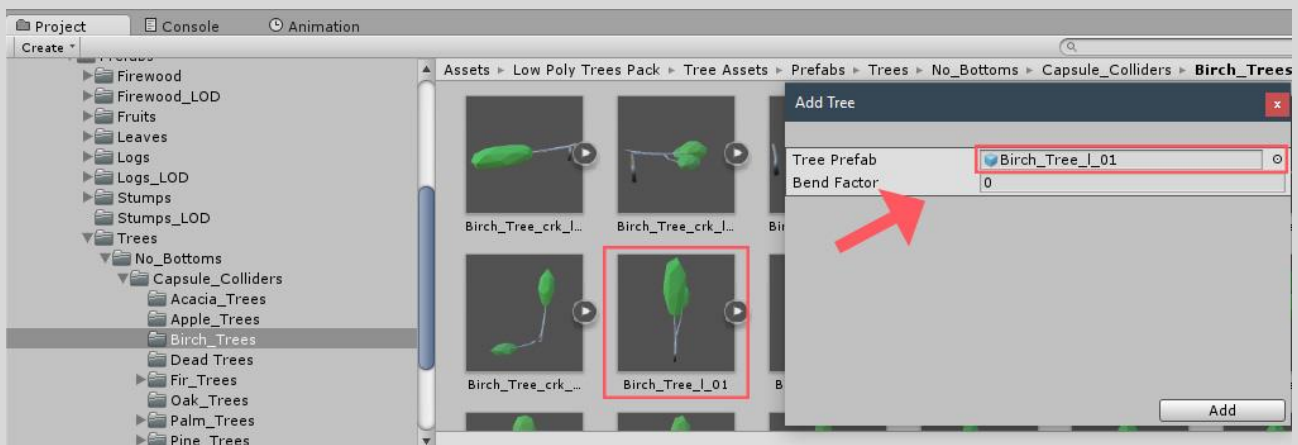 Project
Console
Animation
Create
Prefabs
Firewood
Firewood_LOD
Fruits
Leaves
Logs
Logs_LOD
Stumps
Stumps_LOD
Trees
No_Bottoms
Capsule_Colliders
Acacia_Trees
Apple_Trees
Birch_Trees
Dead Trees
Fir_Trees
Oak_Trees
Palm_Trees
Pine_Trees
Assets ▸ Low Poly Trees Pack ▸ Tree Assets ▸ Prefabs ▸ Trees ▸ No_Bottoms ▸ Capsule_Colliders ▸ Birch_Trees
Birch_Tree_crk_l...
Birch_Tree_crk_l...
Birch_Tree_crk_...
Birch_Tree_l_01
Add Tree
x
Tree Prefab
Birch_Tree_l_01
Bend Factor
0
Add